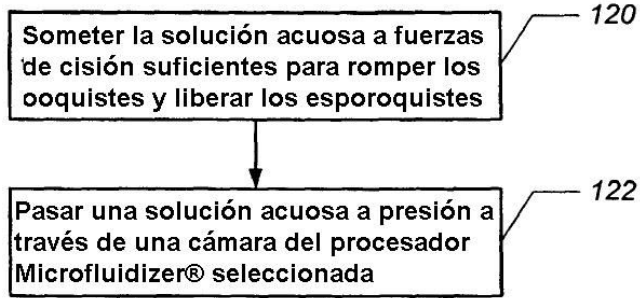 120
Someter la solución acuosa a fuerzas
de cisión suficientes para romper los
ooquistes y liberar los esporoquistes
122
Pasar una solución acuosa a presión a
través de una cámara del procesador
Microfluidizer® seleccionada